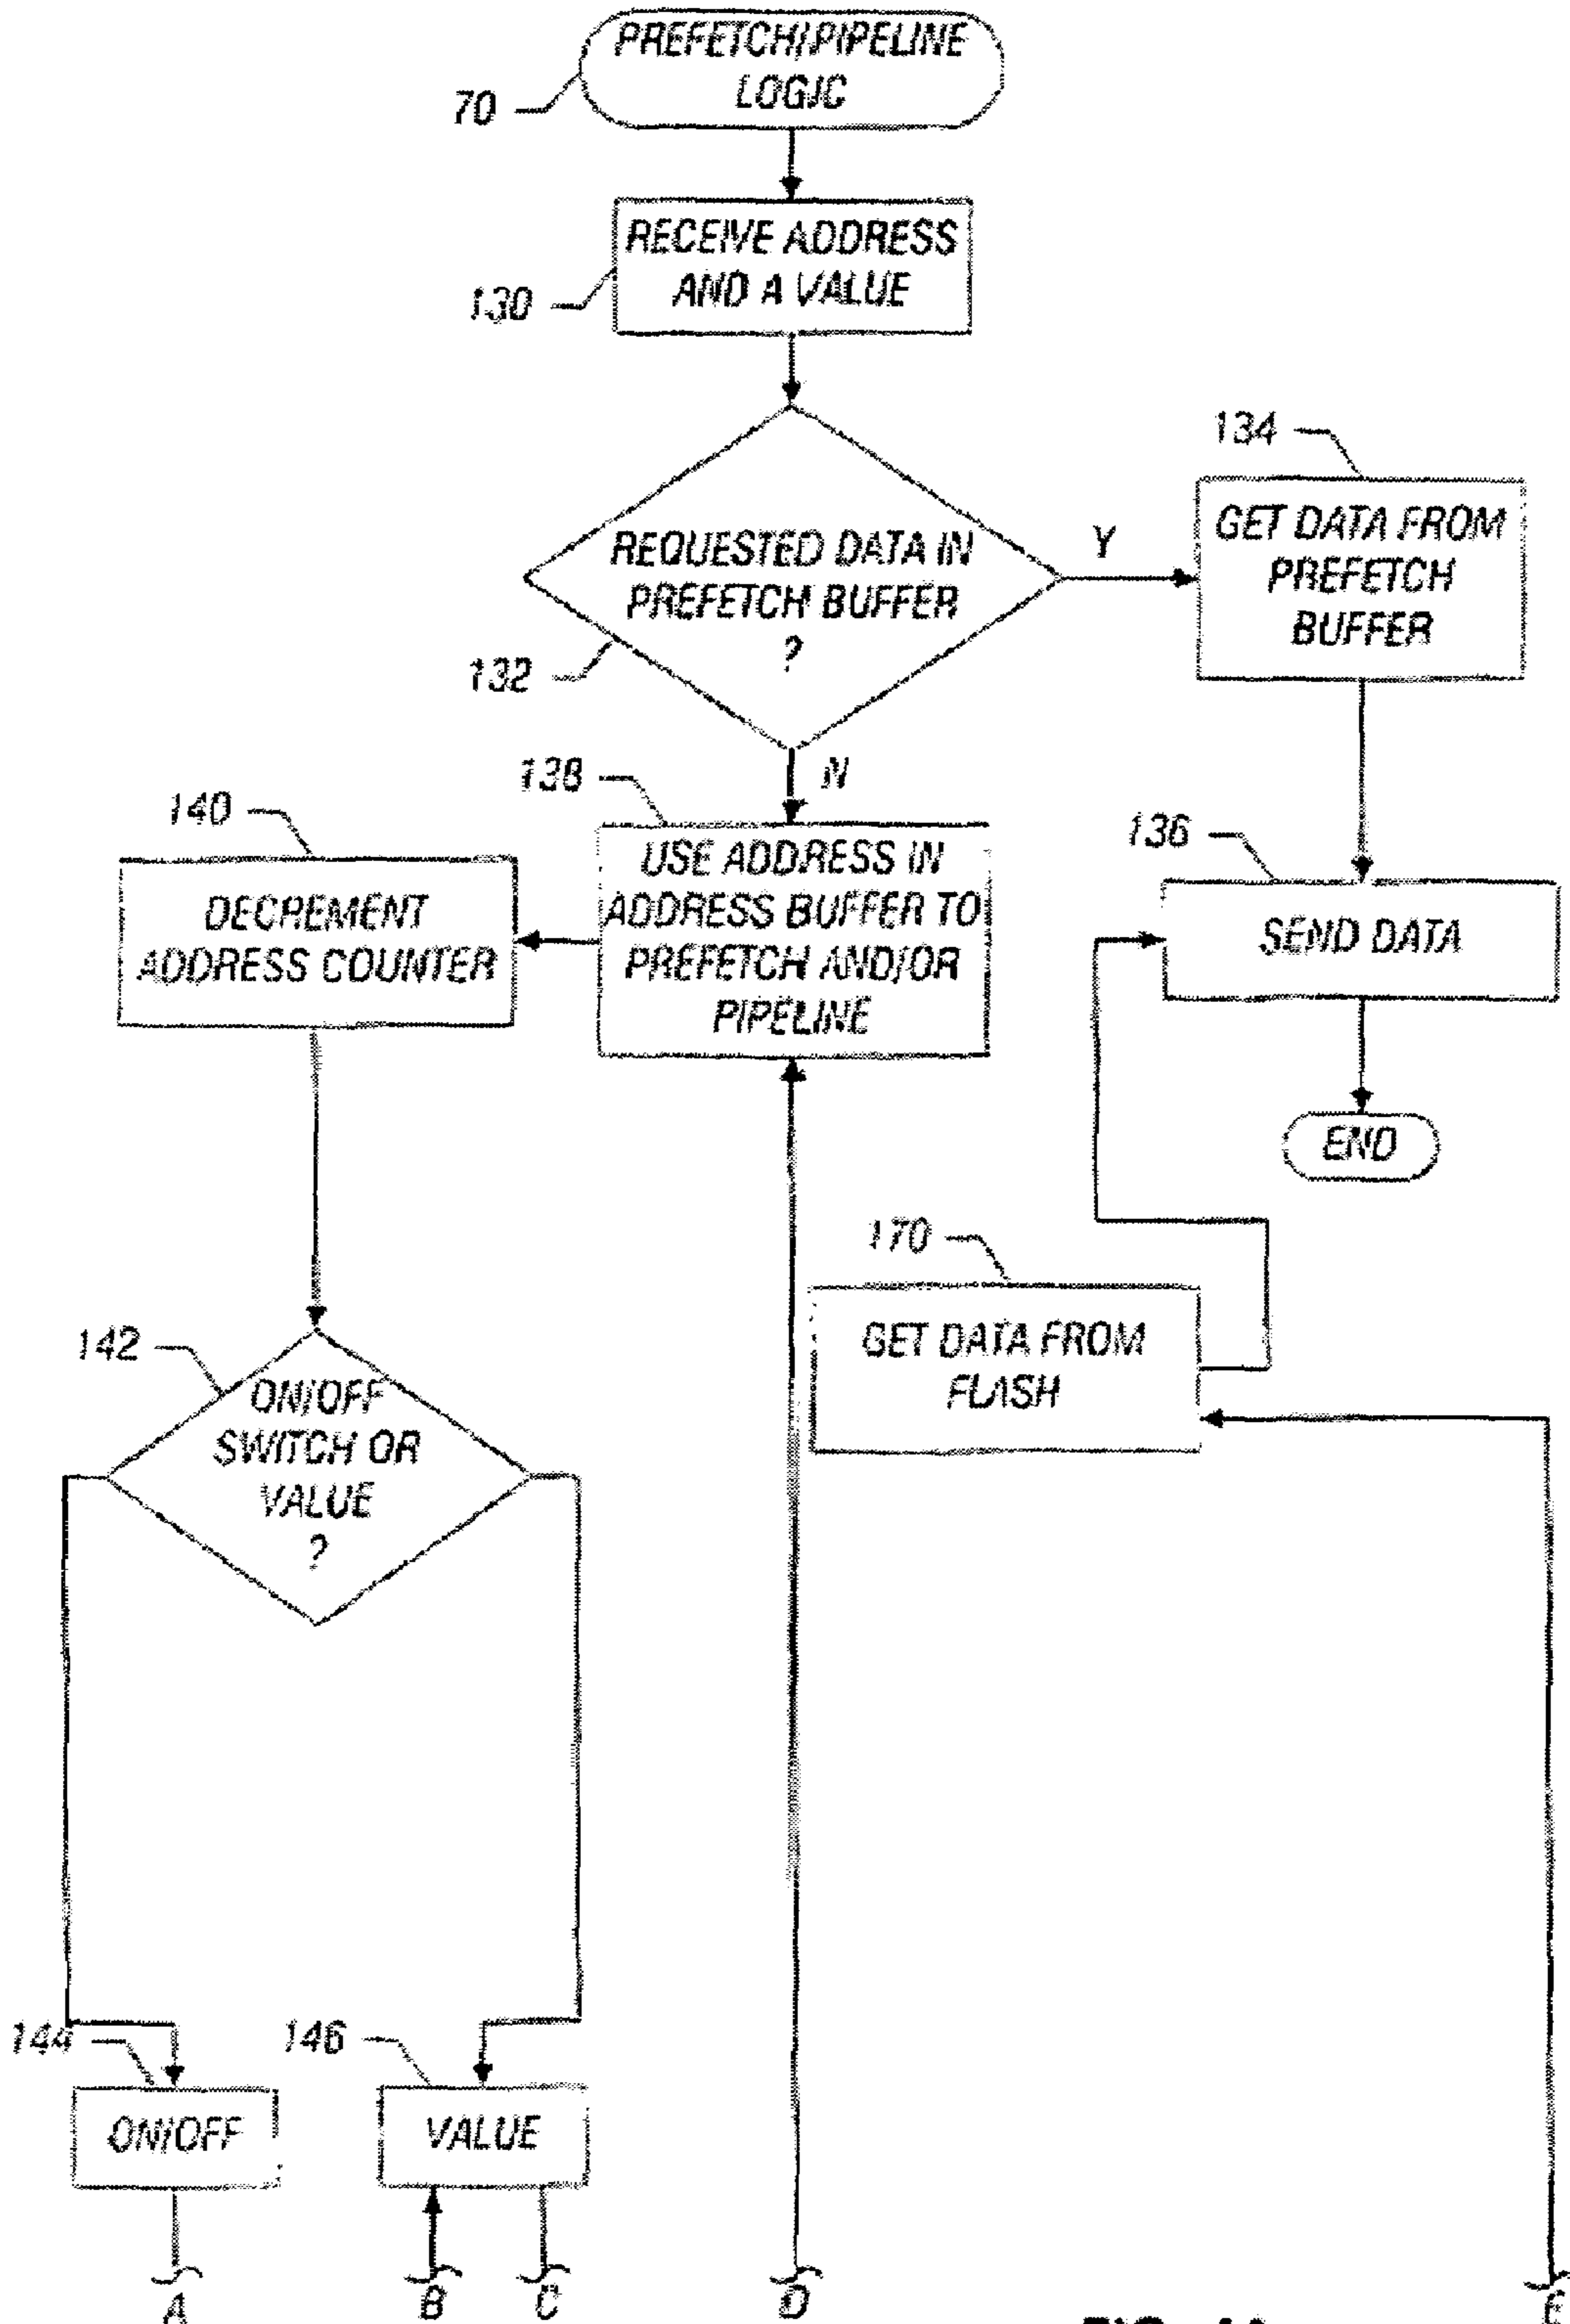 PREFETCH/PIPELINE
LOGIC
70
RECEIVE ADDRESS
AND A VALUE
130
134
REQUESTED DATA IN
PREFETCH BUFFER
?
Y
132
GET DATA FROM
PREFETCH
BUFFER
N
138
140
136
USE ADDRESS IN
ADDRESS BUFFER TO
PREFETCH AND/OR
PIPELINE
DECREMENT
ADDRESS COUNTER
SEND DATA
END
170
GET DATA FROM
FLASH
142
ON/OFF
SWITCH OR
VALUE
?
144
146
ON/OFF
VALUE
A
B
C
D
E